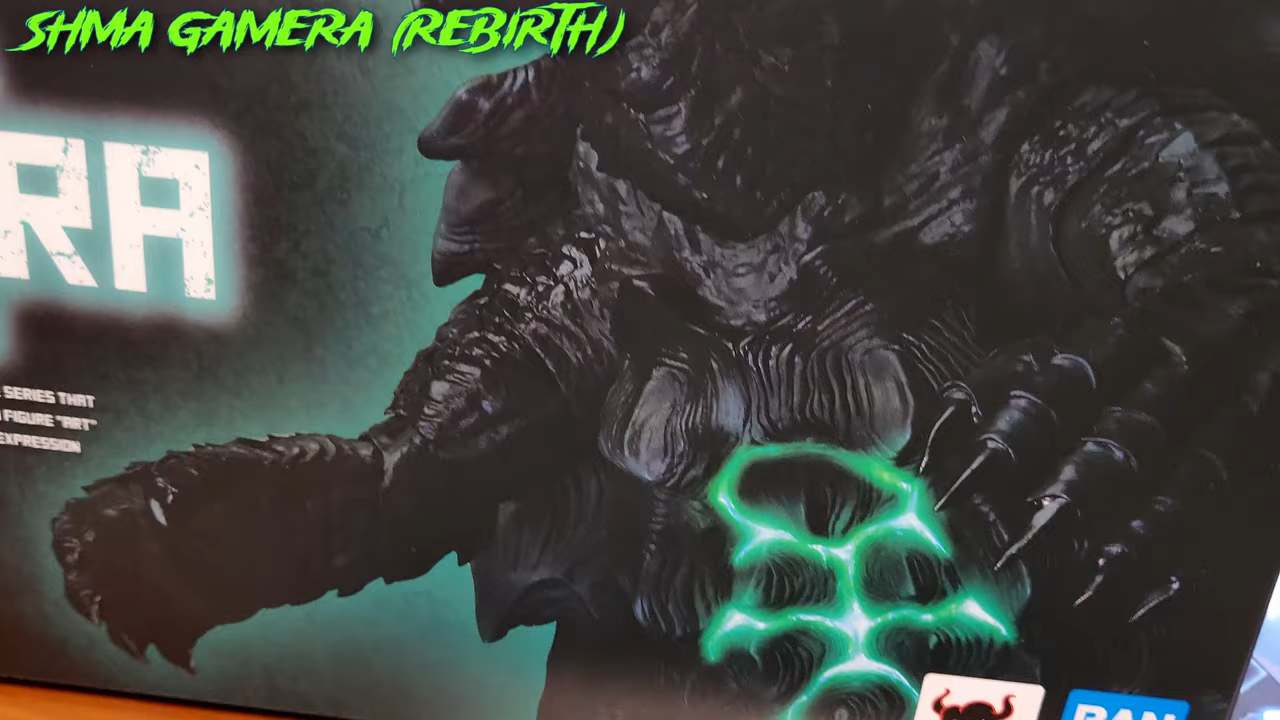 SHMA GAMERA (REBIRTH)
RA
SERIES THAT
FIGURE "ART"
EXPRESSION
BAN